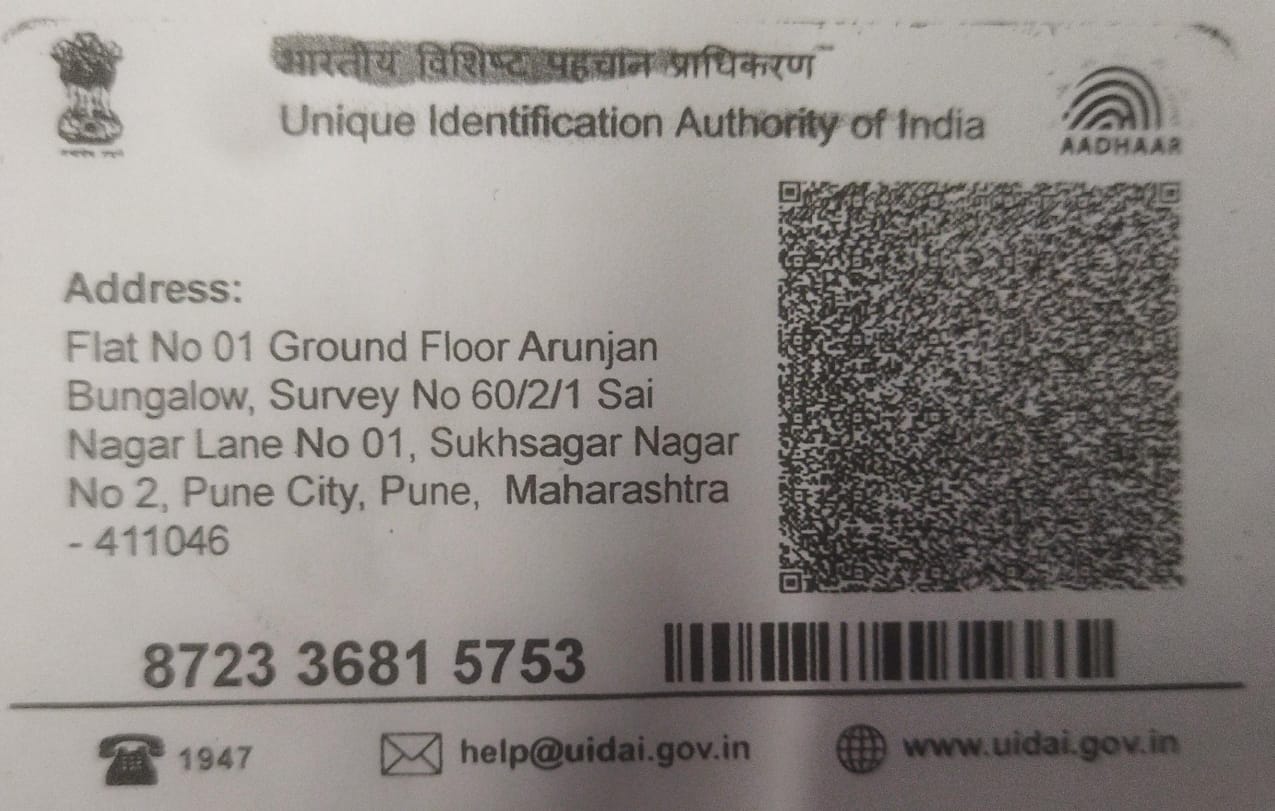 भारतीय विशिष्ट पहचान प्राधिकरण
Unique Identification Authority of India
AADHAAR
Address:
Flat No 01 Ground Floor Arunjan
Bungalow, Survey No 60/2/1 Sai
Nagar Lane No 01, Sukhsagar Nagar
No 2, Pune City, Pune, Maharashtra
- 411046
8723 3681 5753
1947
help@uidai.gov.in
www.uidai.gov.in